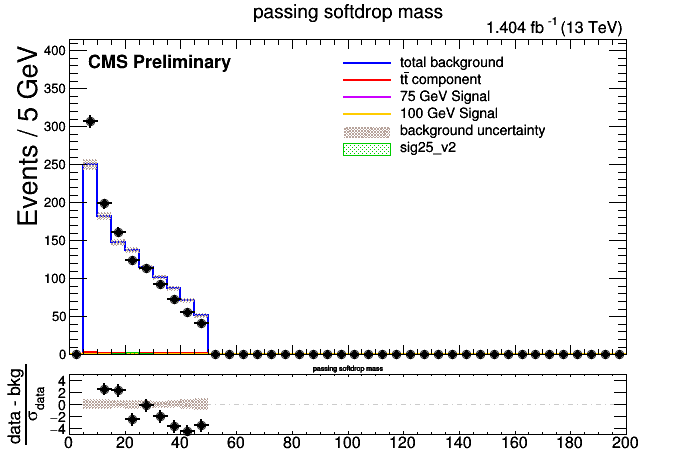 passing softdrop mass
1.404 fb -1 (13 TeV)
CMS Preliminary
total background
tt̄ component
75 GeV Signal
100 GeV Signal
background uncertainty
sig25_v2
Events / 5 GeV
400
350
300
250
200
150
100
50
0
passing softdrop mass
data - bkg
σ data
4
2
0
−2
−4
0 20 40 60 80 100 120 140 160 180 200